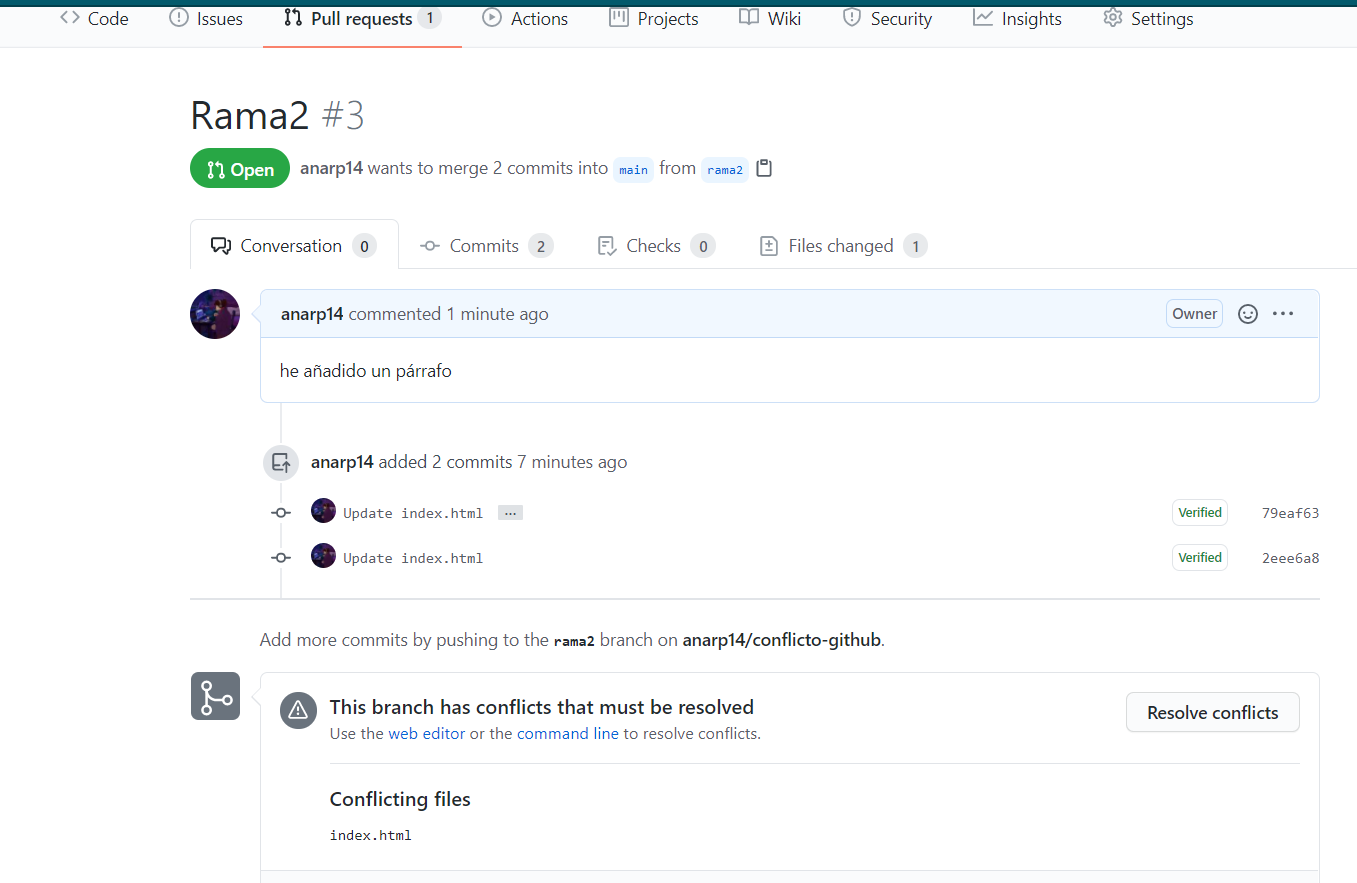 Code Issues Pull requests 1 Actions Projects Wiki Security Insights Settings
Rama2 #3
Open anarp14 wants to merge 2 commits into main from rama2
Conversation 0 Commits 2 Checks 0 Files changed 1
anarp14 commented 1 minute ago Owner ...
he añadido un párrafo
anarp14 added 2 commits 7 minutes ago
Update index.html ... Verified 79eaf63
Update index.html Verified 2eee6a8
Add more commits by pushing to the rama2 branch on anarp14/conflicto-github.
This branch has conflicts that must be resolved
Resolve conflicts
Use the web editor or the command line to resolve conflicts.
Conflicting files
index.html